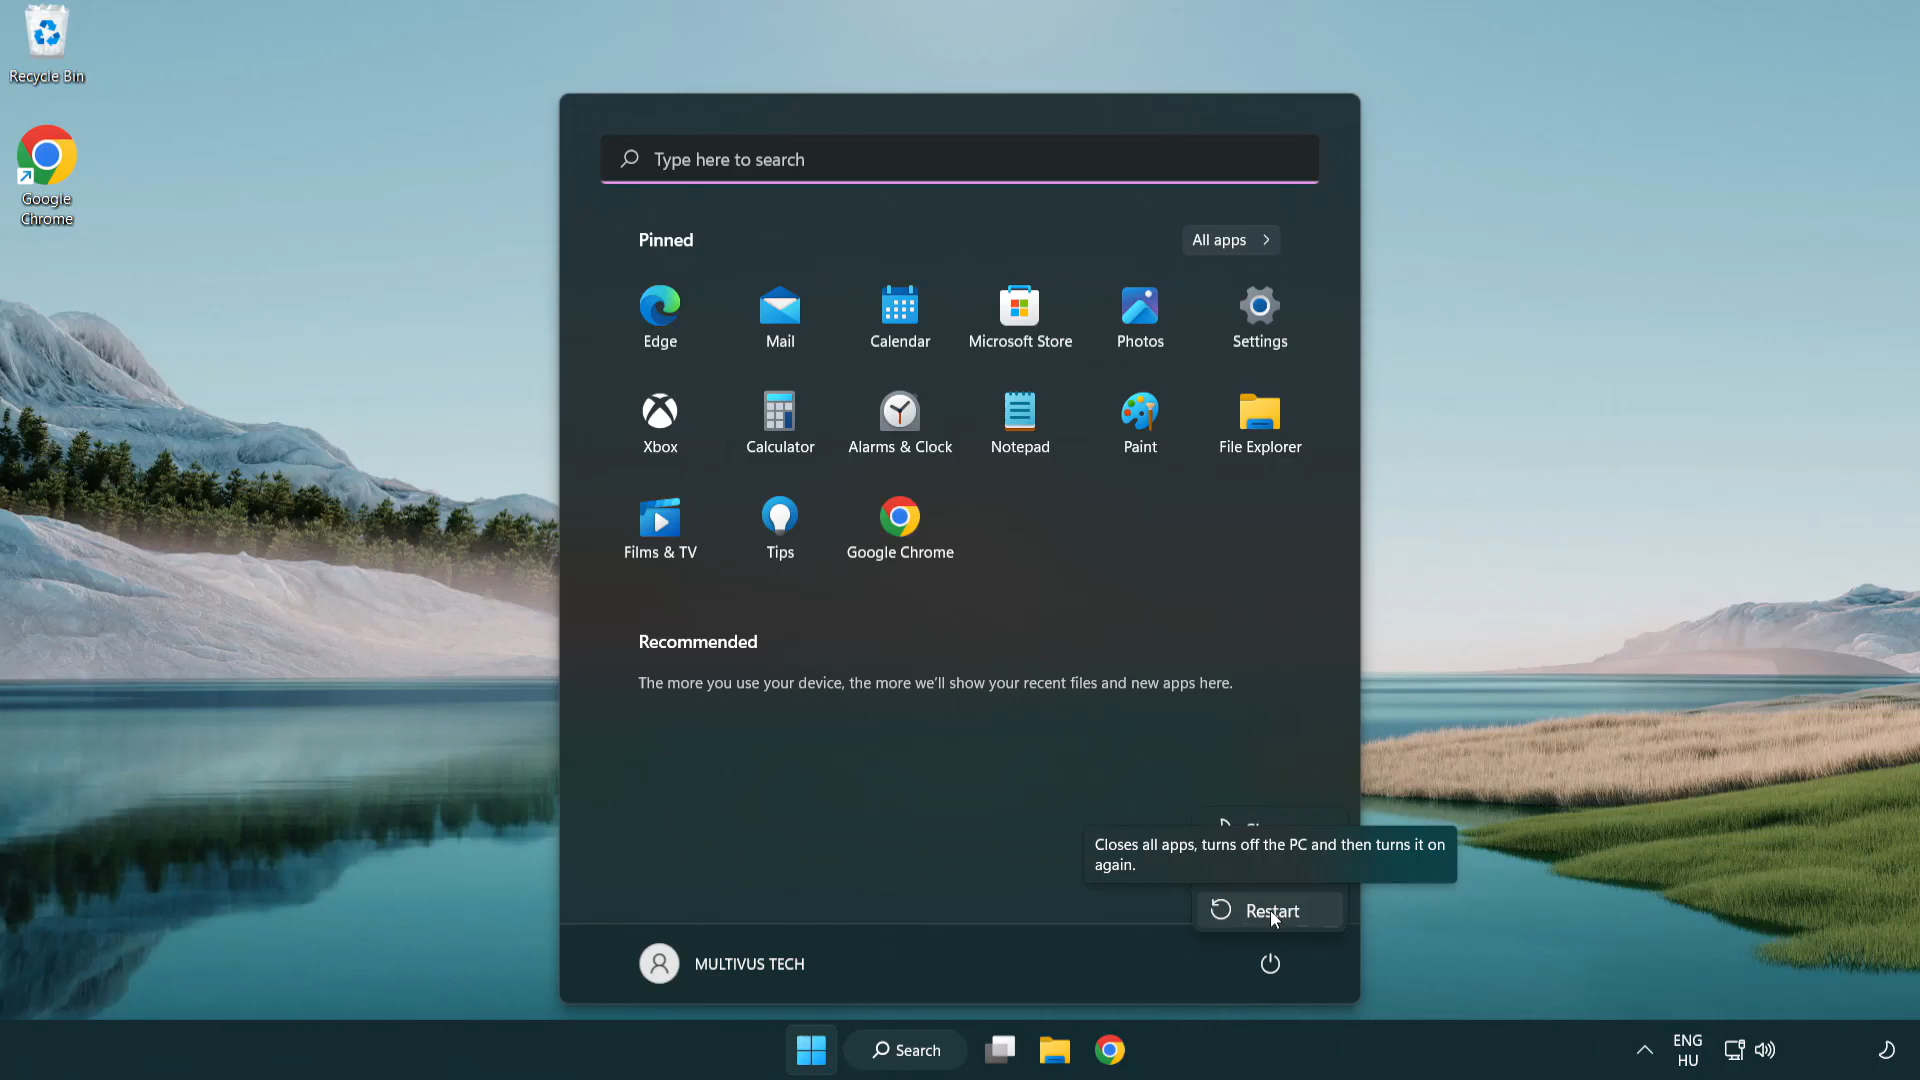 Recycle Bin
Google
Chrome
Type here to search
Pinned
All apps
Edge
Mail
Calendar
Microsoft Store
Photos
Settings
Xbox
Calculator
Alarms & Clock
Notepad
Paint
File Explorer
Films & TV
Tips
Google Chrome
Recommended
The more you use your device, the more we'll show your recent files and new apps here.
Closes all apps, turns off the PC and then turns it on
again.
Restart
MULTIVUS TECH
Search
ENG
HU